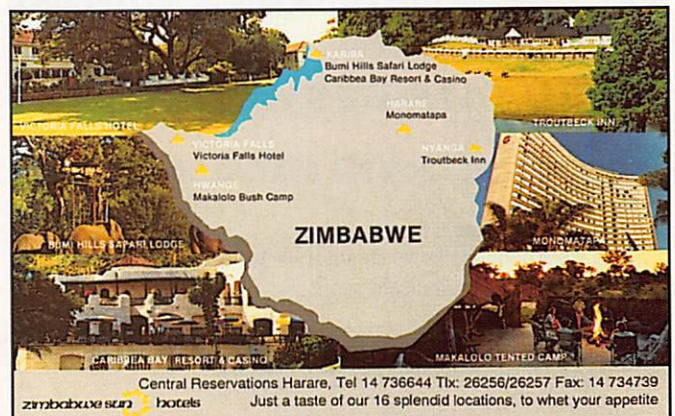 KARIBA
Bumi Hills Safari Lodge
Caribbea Bay Resort & Casino
HARARE
Monomatapa
VICTORIA FALLS HOTEL
TROUTBECK INN
VICTORIA FALLS
Victoria Falls Hotel
NYANGA
Troutbeck Inn
HWANGE
Makalolo Bush Camp
ZIMBABWE
BUMI HILLS SAFARI LODGE
MONOMATAPA
CARIBBEA BAY RESORT & CASINO
MAKALOLO TENTED CAMP
Central Reservations Harare, Tel 14 736644 Tlx: 26256/26257 Fax: 14 734739
zimbabwe sun hotels
Just a taste of our 16 splendid locations, to whet your appetite